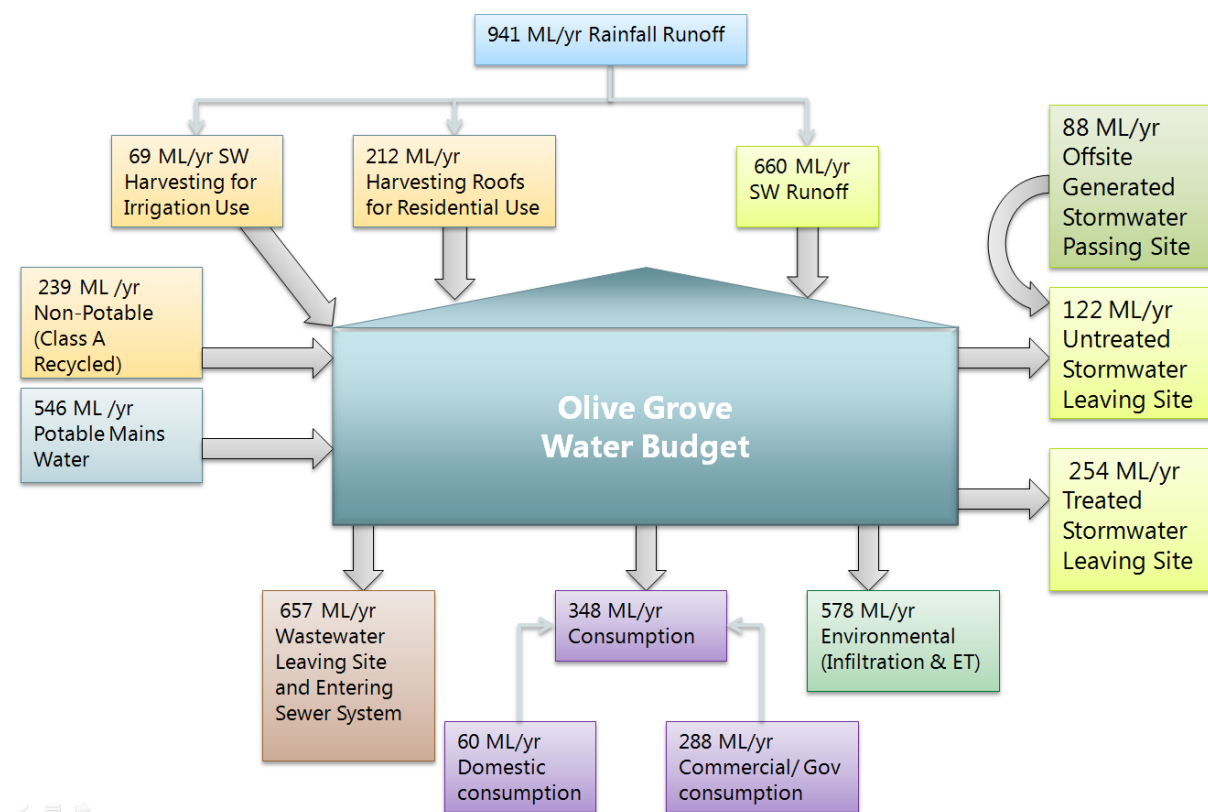 941 ML/yr Rainfall Runoff
69 ML/yr SW
Harvesting for
Irrigation Use
212 ML/yr
Harvesting Roofs
for Residential Use
660 ML/yr
SW Runoff
88 ML/yr
Offsite
Generated
Stormwater
Passing Site
239 ML /yr
Non-Potable
(Class A
Recycled)
122 ML/yr
Untreated
Stormwater
Leaving Site
546 ML /yr
Potable Mains
Water
Olive Grove
Water Budget
254 ML/yr
Treated
Stormwater
Leaving Site
657 ML/yr
Wastewater
Leaving Site
and Entering
Sewer System
348 ML/yr
Consumption
578 ML/yr
Environmental
(Infiltration & ET)
60 ML/yr
Domestic
consumption
288 ML/yr
Commercial/ Gov
consumption